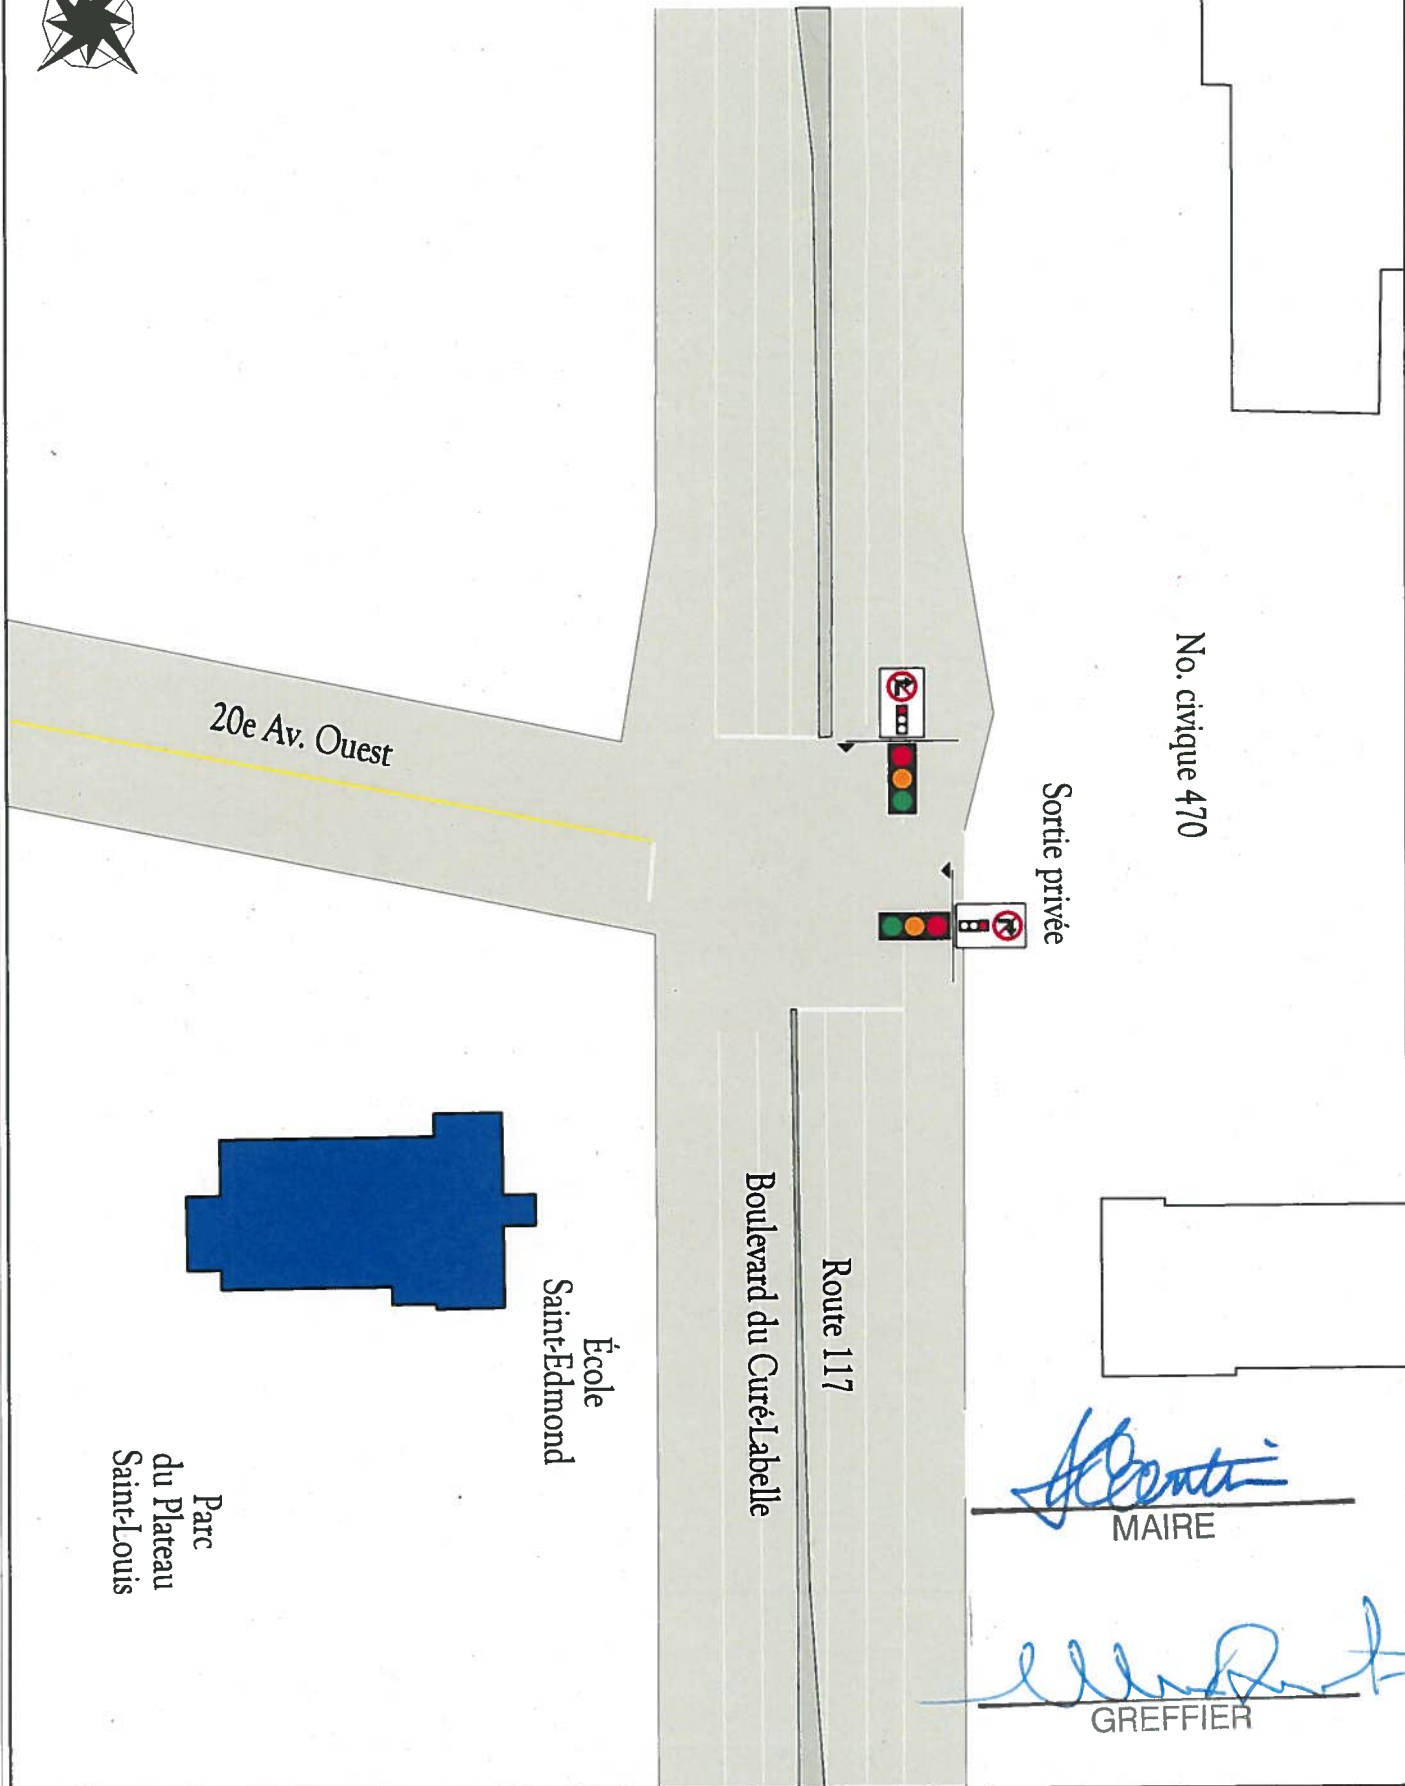 No. civique 470
Sortie privée
20e Av. Ouest
Route 117
Boulevard du Curé-Labelle
École
Saint-Edmond
Parc
du Plateau
Saint-Louis
MAIRE
GREFFIER